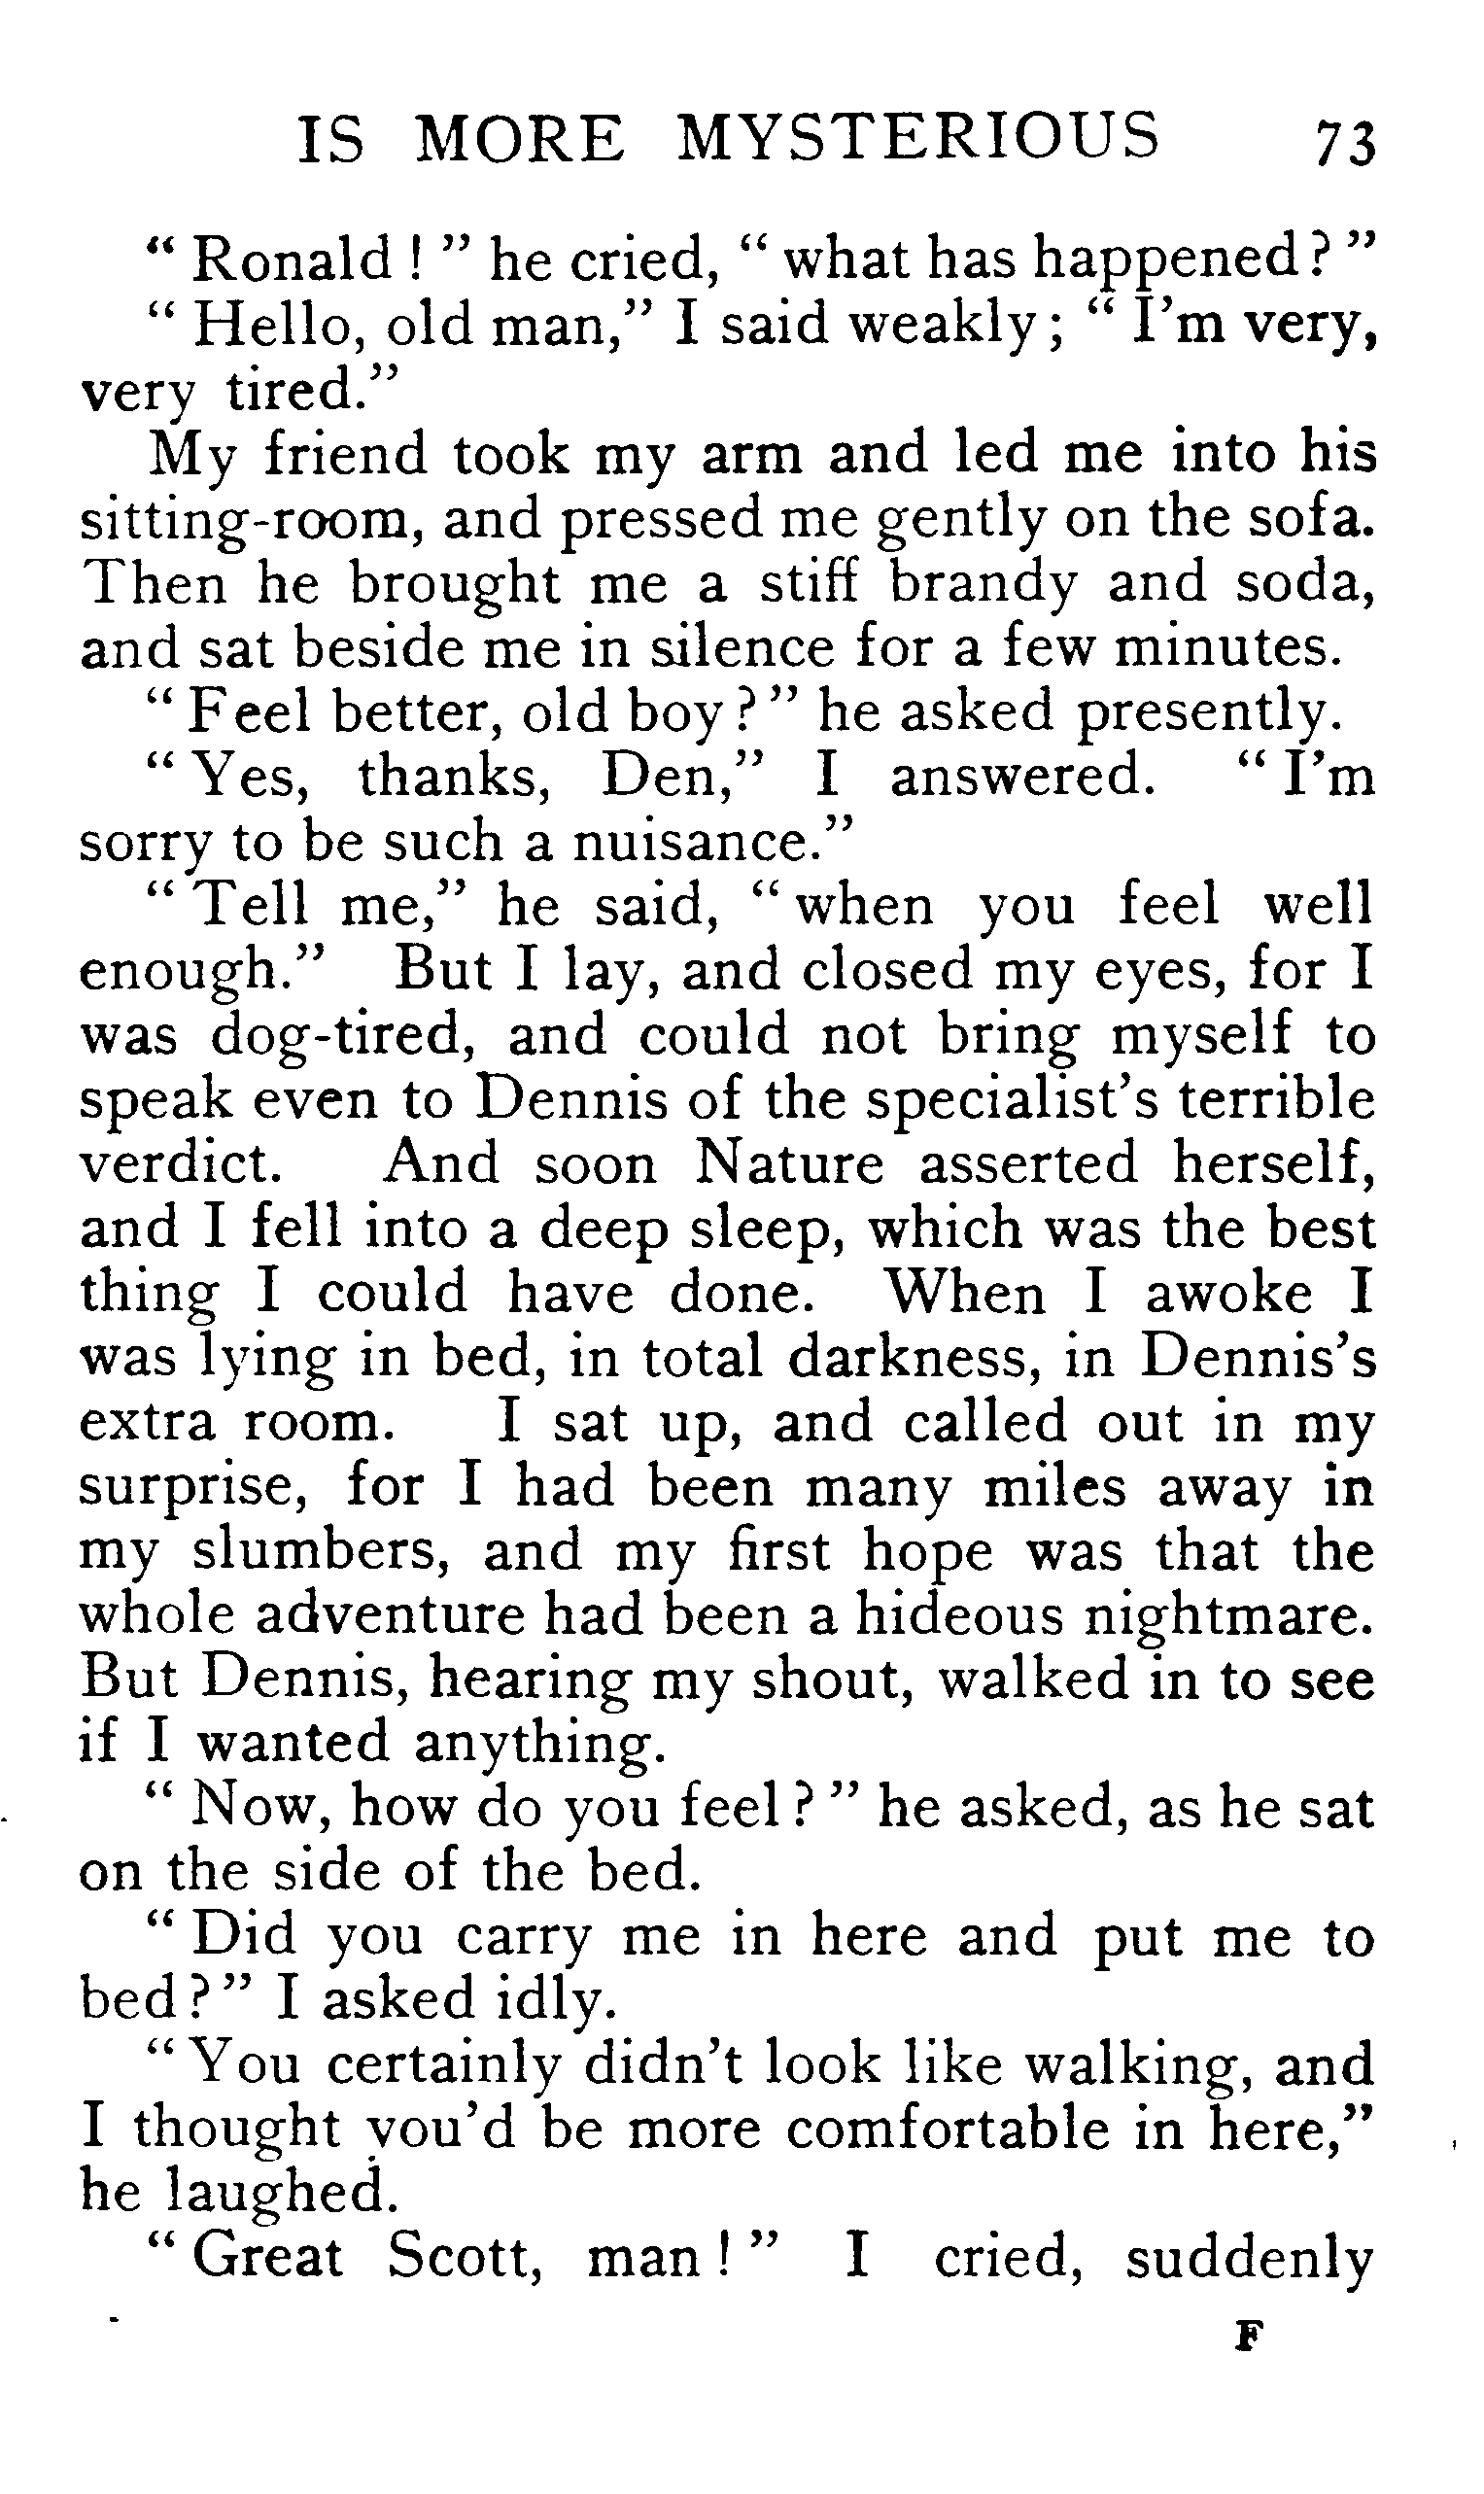 IS MORE MYSTERIOUS 73
“ Ronald ! ” he cried, “ what has happened ? ”
“ Hello, old man,” I said weakly ; “ I’m very,
very tired.”
My friend took my arm and led me into his
sitting-room, and pressed me gently on the sofa.
Then he brought me a stiff brandy and soda,
and sat beside me in silence for a few minutes.
“ Feel better, old boy ? ” he asked presently.
“ Yes, thanks, Den,” I answered. “ I’m
sorry to be such a nuisance.”
“ Tell me,” he said, “ when you feel well
enough.” But I lay, and closed my eyes, for I
was dog-tired, and could not bring myself to
speak even to Dennis of the specialist’s terrible
verdict. And soon Nature asserted herself,
and I fell into a deep sleep, which was the best
thing I could have done. When I awoke I
was lying in bed, in total darkness, in Dennis’s
extra room. I sat up, and called out in my
surprise, for I had been many miles away in
my slumbers, and my first hope was that the
whole adventure had been a hideous nightmare.
But Dennis, hearing my shout, walked in to see
if I wanted anything.
“ Now, how do you feel ? ” he asked, as he sat
on the side of the bed.
“ Did you carry me in here and put me to
bed ? ” I asked idly.
“ You certainly didn’t look like walking, and
I thought you’d be more comfortable in here,”
he laughed.
“ Great Scott, man ! ” I cried, suddenly
F